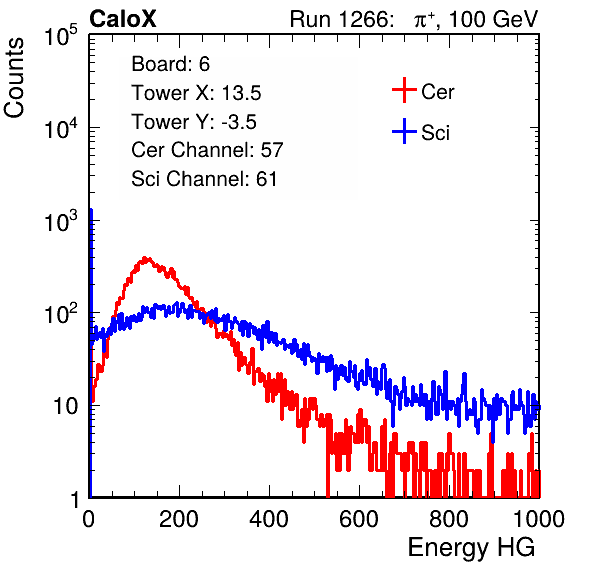 CaloX Run 1266: π⁺, 100 GeV
Counts
Board: 6
Tower X: 13.5
Tower Y: -3.5
Cer Channel: 57
Sci Channel: 61
Cer
Sci
10⁵
10⁴
10³
10²
10
1
0 200 400 600 800 1000
Energy HG